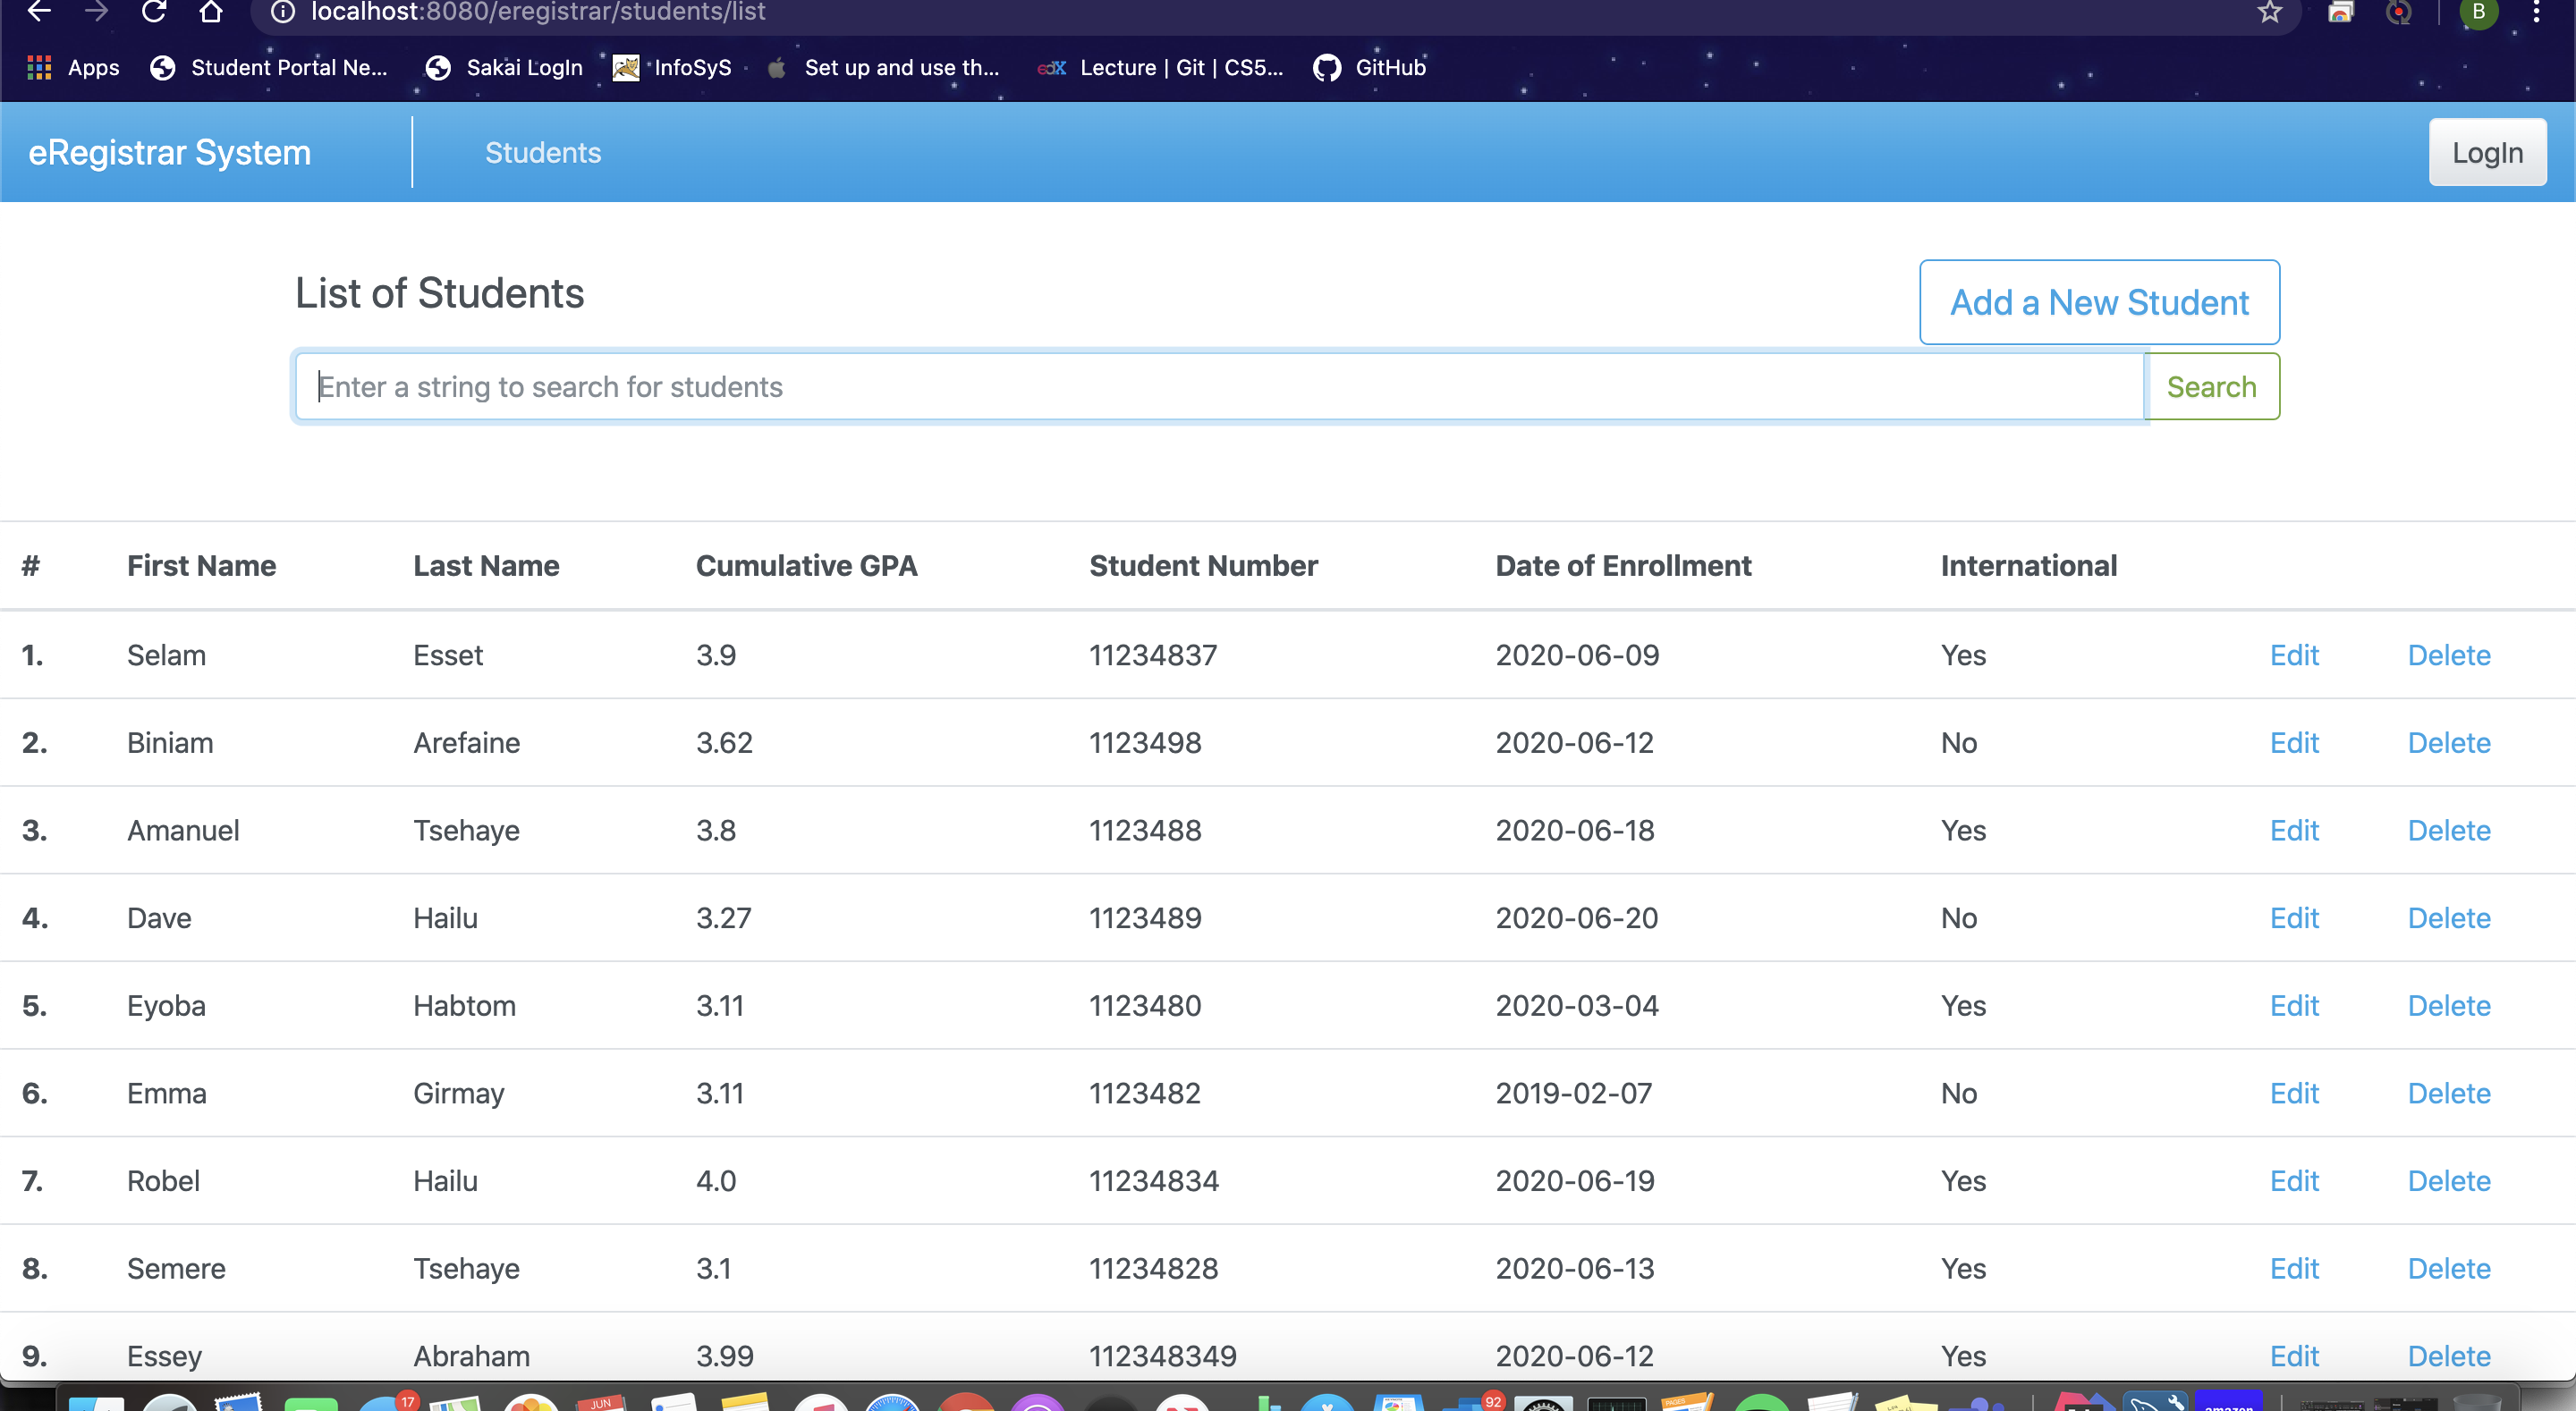 localhost:8080/eregistrar/students/list
B
Apps Student Portal Ne... Sakai LogIn InfoSyS Set up and use th... edX Lecture | Git | CS5... GitHub
eRegistrar System Students LogIn
List of Students Add a New Student
Enter a string to search for students Search
# First Name Last Name Cumulative GPA Student Number Date of Enrollment International
1. Selam Esset 3.9 11234837 2020-06-09 Yes Edit Delete
2. Biniam Arefaine 3.62 1123498 2020-06-12 No Edit Delete
3. Amanuel Tsehaye 3.8 1123488 2020-06-18 Yes Edit Delete
4. Dave Hailu 3.27 1123489 2020-06-20 No Edit Delete
5. Eyoba Habtom 3.11 1123480 2020-03-04 Yes Edit Delete
6. Emma Girmay 3.11 1123482 2019-02-07 No Edit Delete
7. Robel Hailu 4.0 11234834 2020-06-19 Yes Edit Delete
8. Semere Tsehaye 3.1 11234828 2020-06-13 Yes Edit Delete
9. Essey Abraham 3.99 112348349 2020-06-12 Yes Edit Delete
17 JUN 92 PAGES amazon